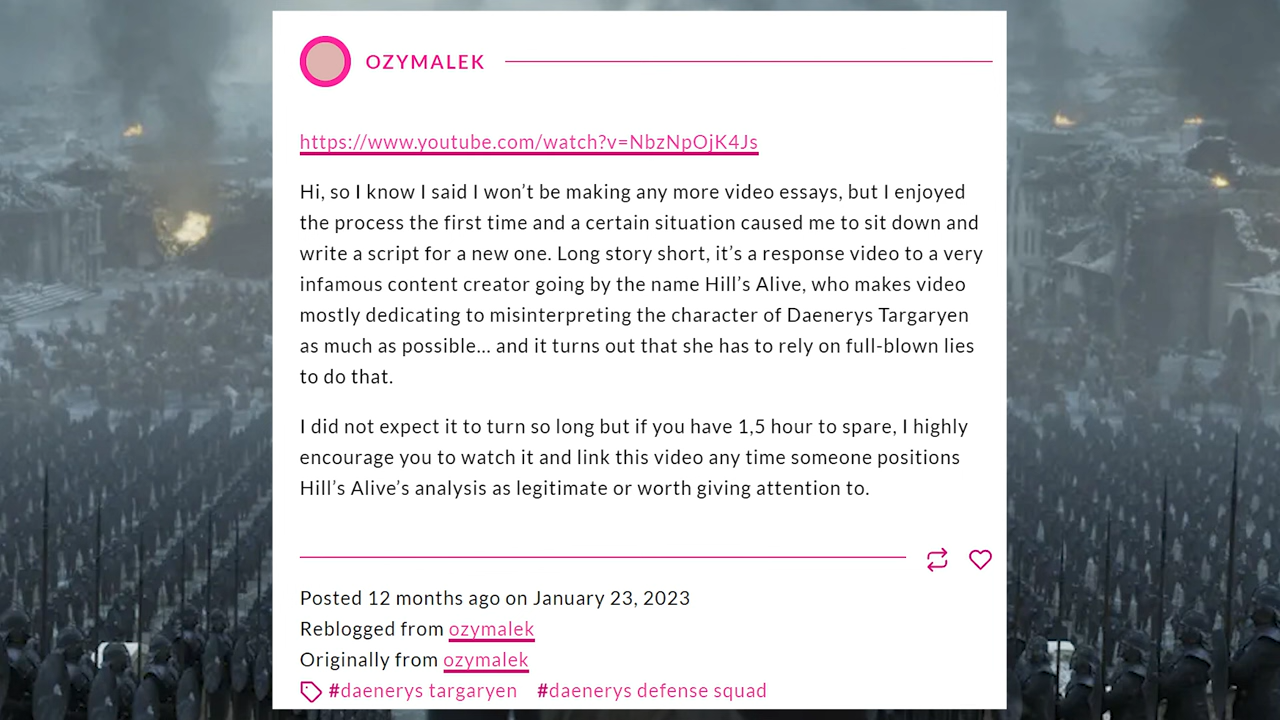 OZYMALEK
https://www.youtube.com/watch?v=NbzNpOjK4Js
Hi, so I know I said I won’t be making any more video essays, but I enjoyed
the process the first time and a certain situation caused me to sit down and
write a script for a new one. Long story short, it’s a response video to a very
infamous content creator going by the name Hill’s Alive, who makes video
mostly dedicating to misinterpreting the character of Daenerys Targaryen
as much as possible... and it turns out that she has to rely on full-blown lies
to do that.
I did not expect it to turn so long but if you have 1,5 hour to spare, I highly
encourage you to watch it and link this video any time someone positions
Hill’s Alive’s analysis as legitimate or worth giving attention to.
Posted 12 months ago on January 23, 2023
Reblogged from ozymalek
Originally from ozymalek
#daenerys targaryen #daenerys defense squad